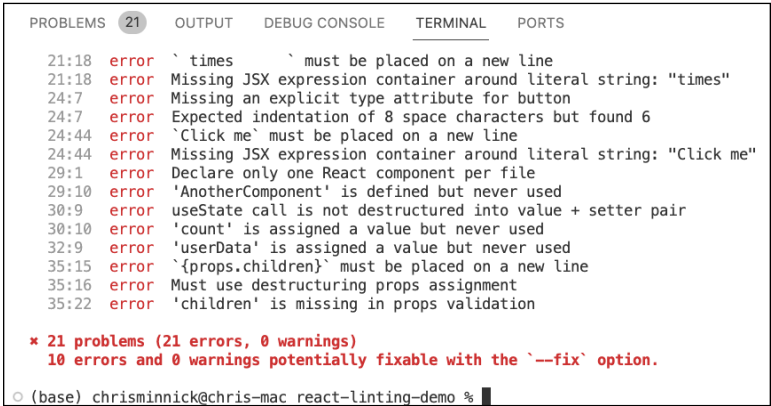 PROBLEMS 21 OUTPUT DEBUG CONSOLE TERMINAL PORTS
21:18 error ` times ` must be placed on a new line
21:18 error Missing JSX expression container around literal string: "times"
24:7 error Missing an explicit type attribute for button
24:7 error Expected indentation of 8 space characters but found 6
24:44 error `Click me` must be placed on a new line
24:44 error Missing JSX expression container around literal string: "Click me"
29:1 error Declare only one React component per file
29:10 error 'AnotherComponent' is defined but never used
30:9 error useState call is not destructured into value + setter pair
30:10 error 'count' is assigned a value but never used
32:9 error 'userData' is assigned a value but never used
35:15 error `{props.children}` must be placed on a new line
35:16 error Must use destructuring props assignment
35:22 error 'children' is missing in props validation
✖ 21 problems (21 errors, 0 warnings)
10 errors and 0 warnings potentially fixable with the `--fix` option.
(base) chrisminnick@chris-mac react-linting-demo %